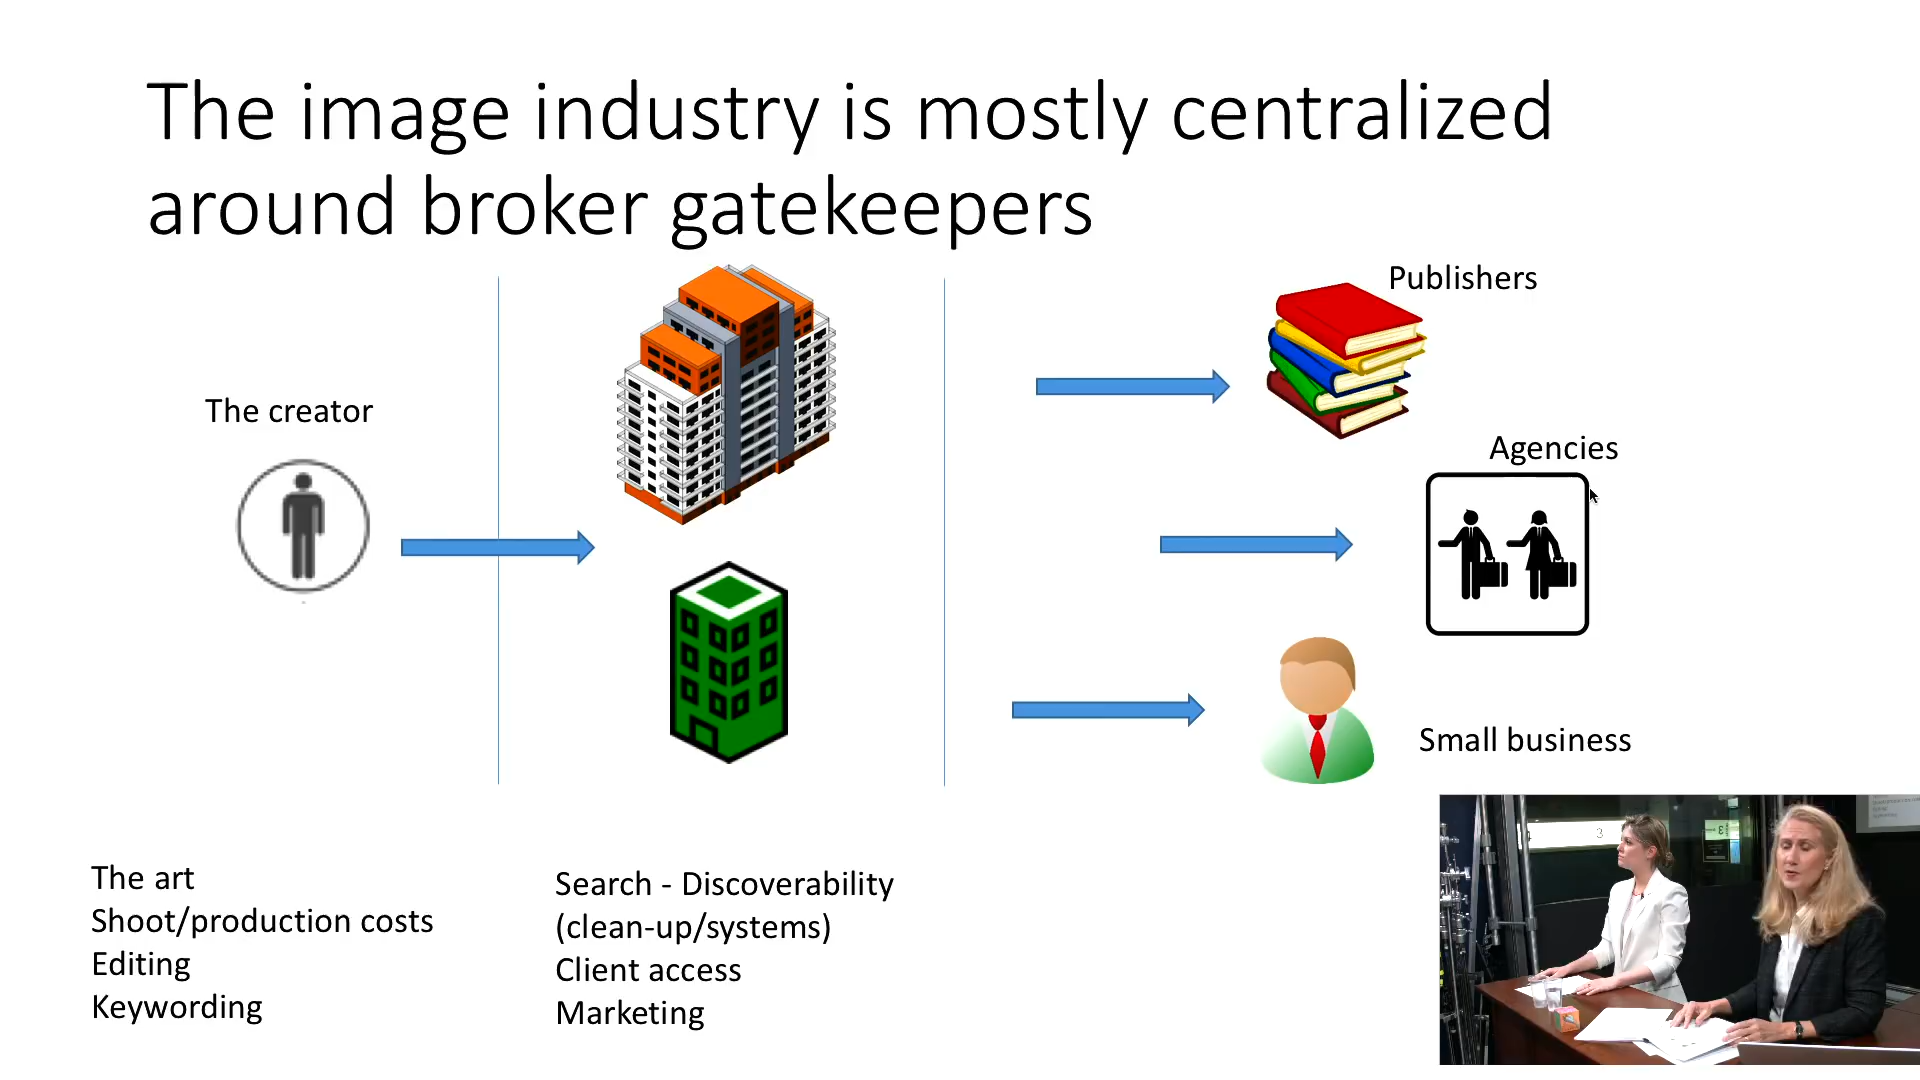 The image industry is mostly centralized
around broker gatekeepers
Publishers
The creator
Agencies
Small business
The art
Shoot/production costs
Editing
Keywording
Search - Discoverability
(clean-up/systems)
Client access
Marketing
3